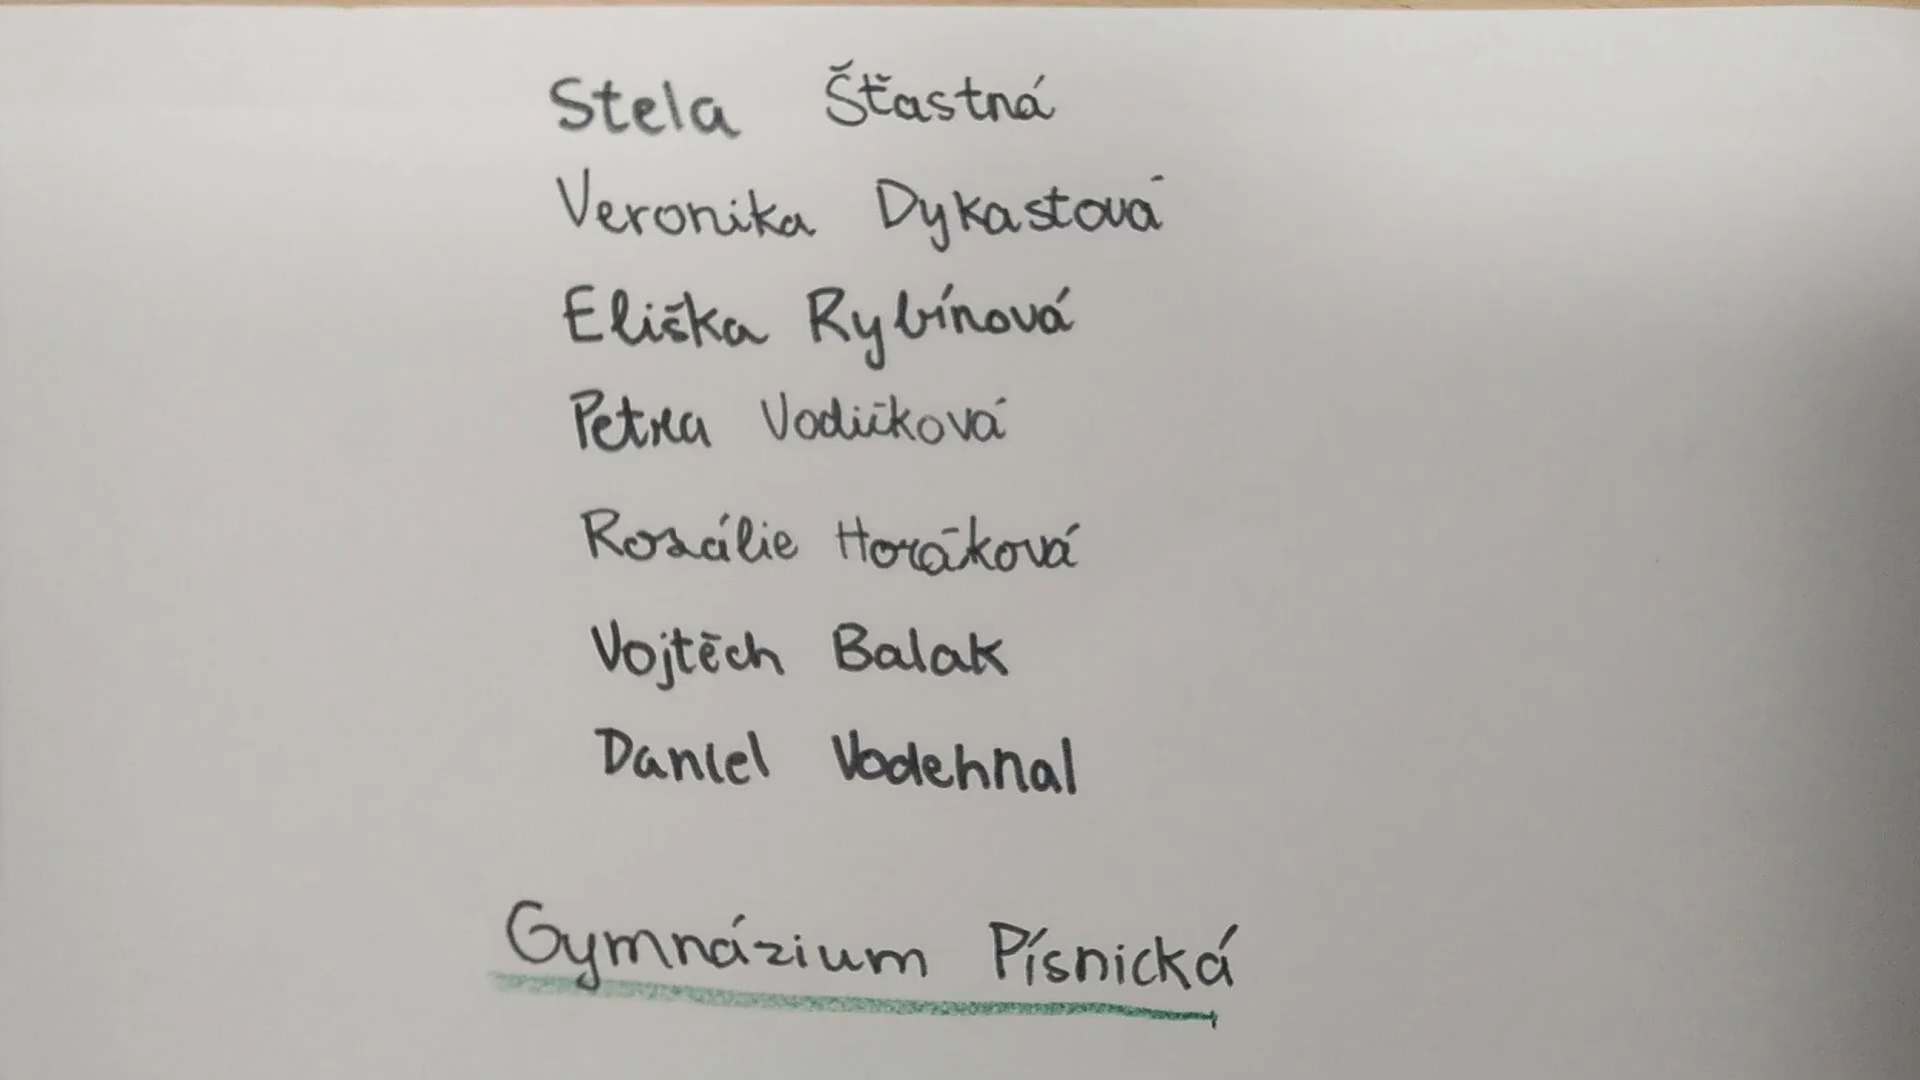 Stela Šťastná
Veronika Dykastová
Eliška Rybínová
Petra Vodičková
Rozálie Horáková
Vojtěch Balak
Daniel Vodehnal
Gymnázium Písnická